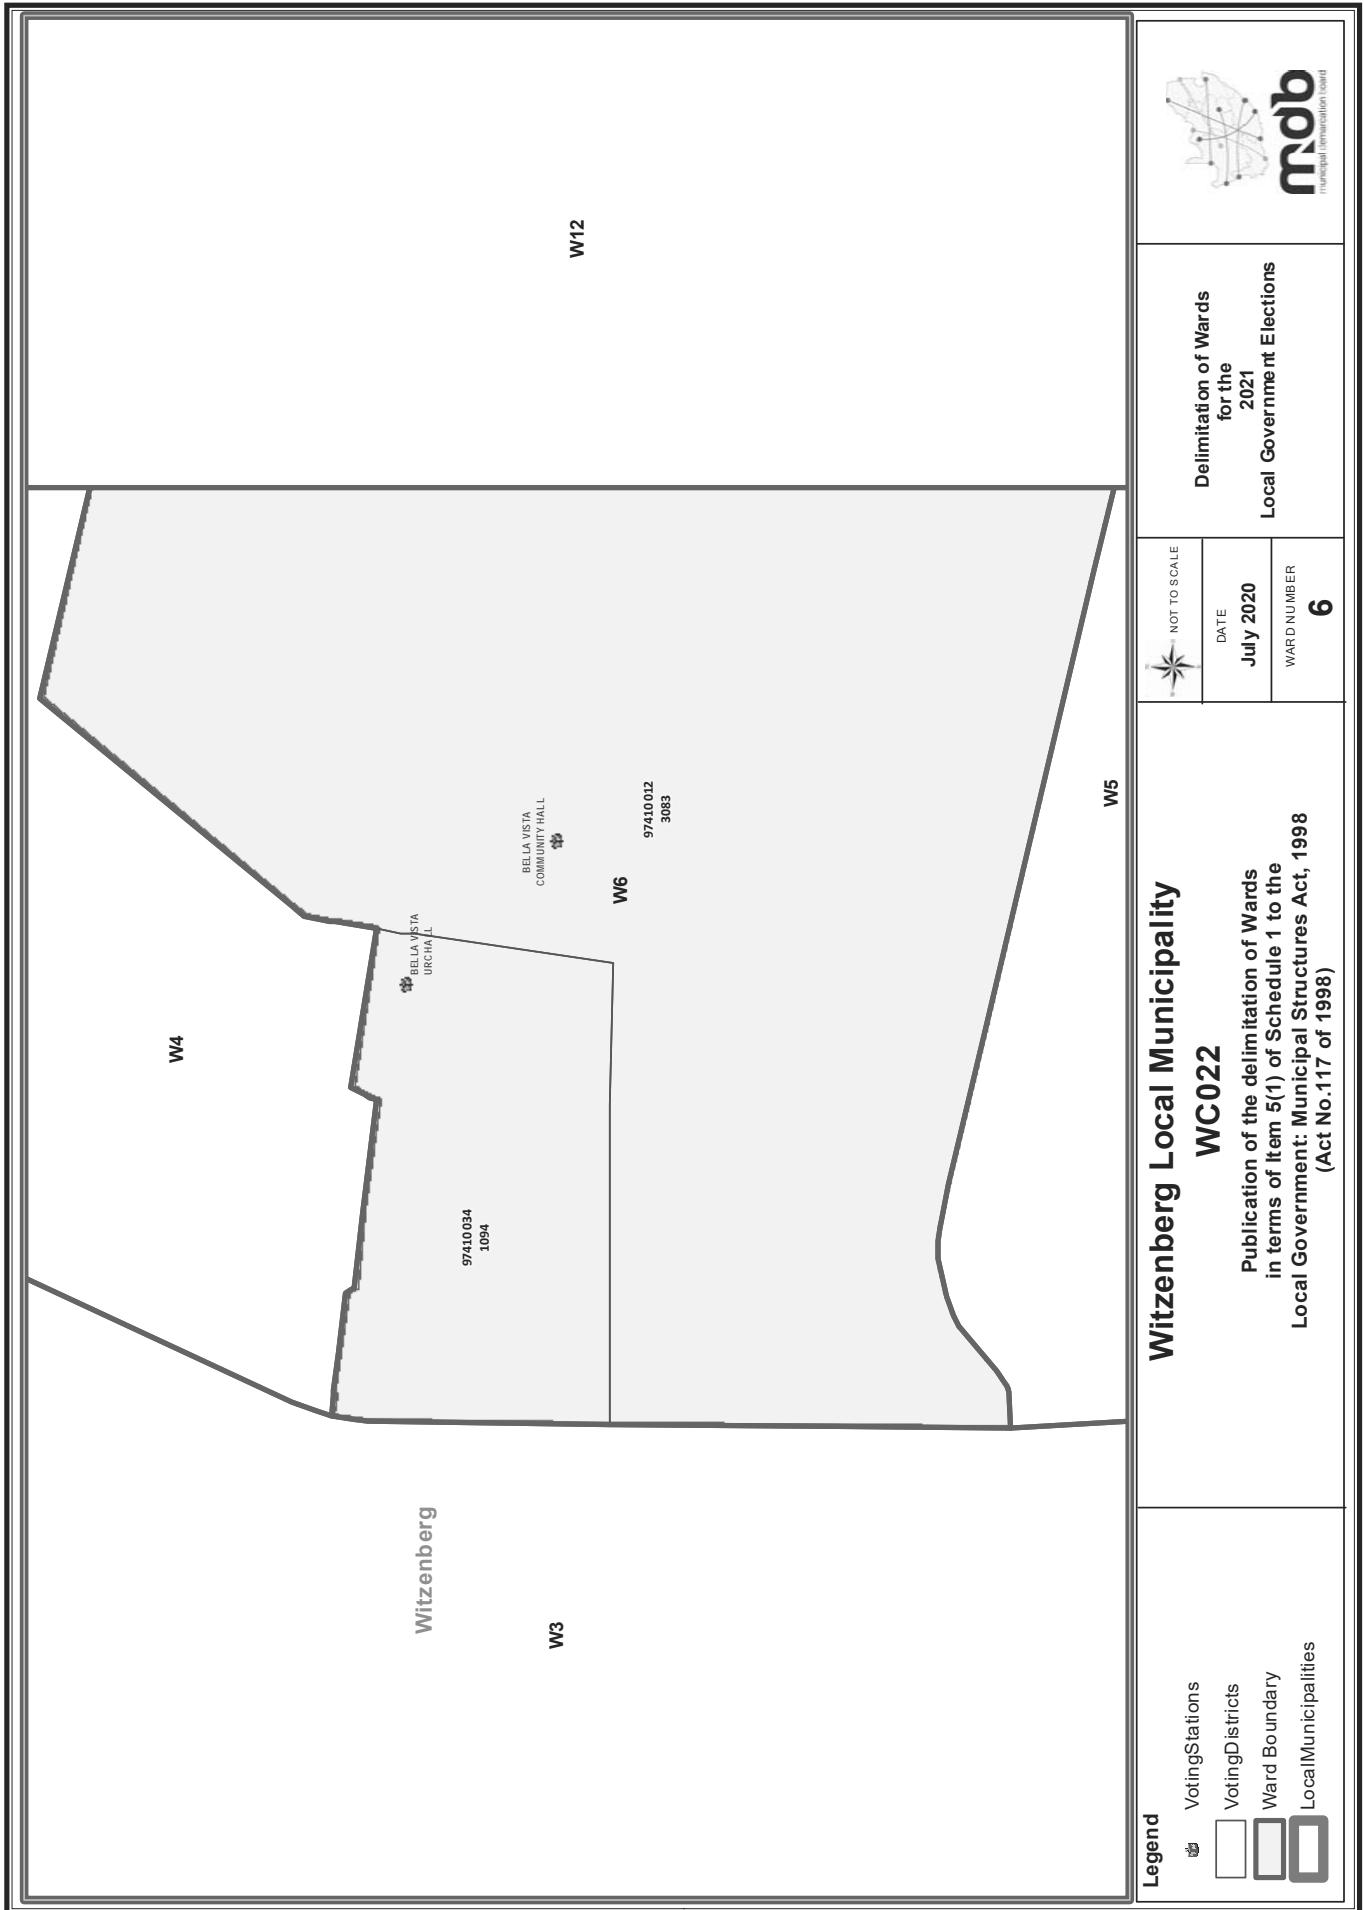 W4
W12
BELLA VISTA
COMMUNITY HALL
BELLA VISTA
URCHALL
97410012
3083
W6
97410034
1094
Witzenberg
W3
W5
Legend
VotingStations
VotingDistricts
Ward Boundary
LocalMunicipalities
Witzenberg Local Municipality
WC022
Publication of the delimitation of Wards
in terms of Item 5(1) of Schedule 1 to the
Local Government: Municipal Structures Act, 1998
(Act No.117 of 1998)
NOT TO SCALE
DATE
July 2020
WARD NUMBER
6
Delimitation of Wards
for the
2021
Local Government Elections
mdb
municipal demarcation board